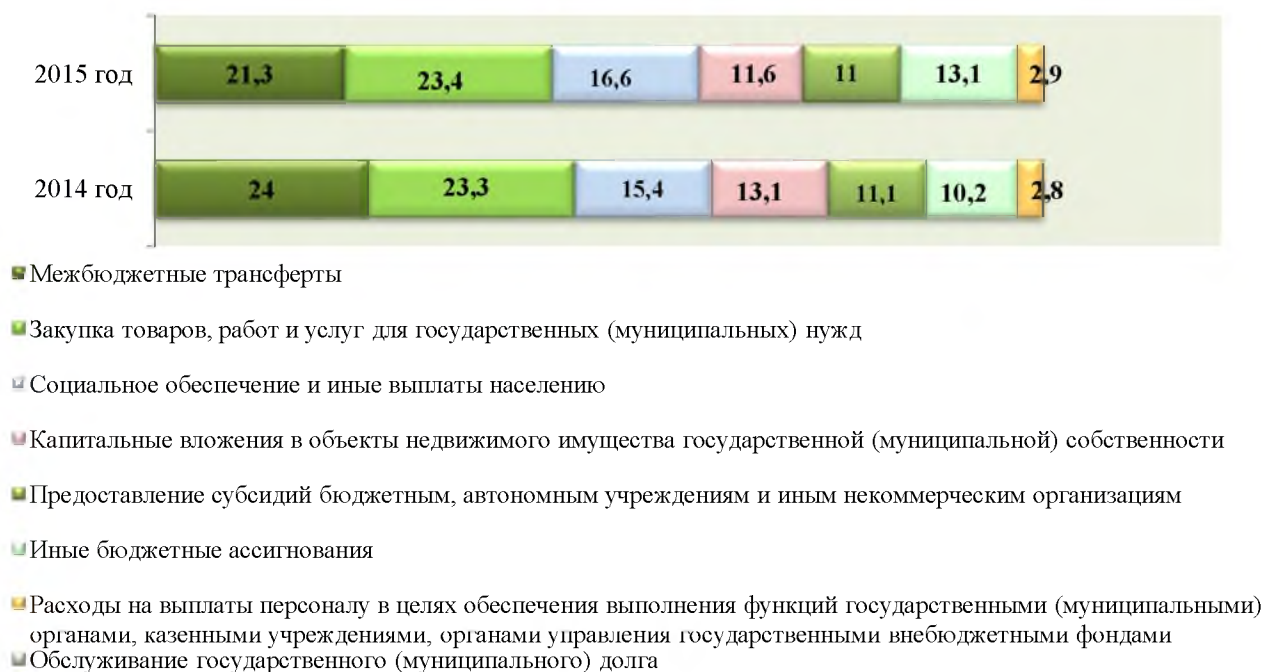 2015 год
21,3 23,4 16,6 11,6 11 13,1 2,9
2014 год
24 23,3 15,4 13,1 11,1 10,2 2,8
Межбюджетные трансферты
Закупка товаров, работ и услуг для государственных (муниципальных) нужд
Социальное обеспечение и иные выплаты населению
Капитальные вложения в объекты недвижимого имущества государственной (муниципальной) собственности
Предоставление субсидий бюджетным, автономным учреждениям и иным некоммерческим организациям
Иные бюджетные ассигнования
Расходы на выплаты персоналу в целях обеспечения выполнения функций государственными (муниципальными)
органами, казенными учреждениями, органами управления государственными внебюджетными фондами
Обслуживание государственного (муниципального) долга